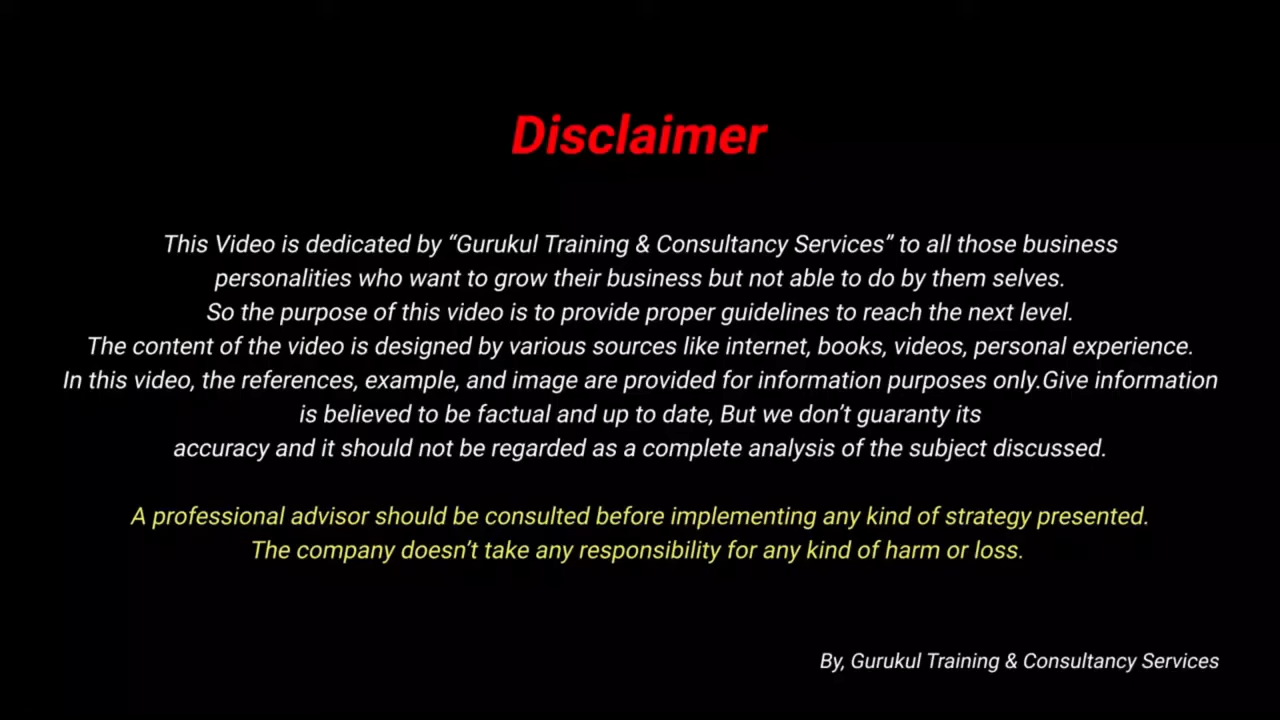 Disclaimer
This Video is dedicated by “Gurukul Training & Consultancy Services” to all those business
personalities who want to grow their business but not able to do by them selves.
So the purpose of this video is to provide proper guidelines to reach the next level.
The content of the video is designed by various sources like internet, books, videos, personal experience.
In this video, the references, example, and image are provided for information purposes only.Give information
is believed to be factual and up to date, But we don’t guaranty its
accuracy and it should not be regarded as a complete analysis of the subject discussed.
A professional advisor should be consulted before implementing any kind of strategy presented.
The company doesn’t take any responsibility for any kind of harm or loss.
By, Gurukul Training & Consultancy Services